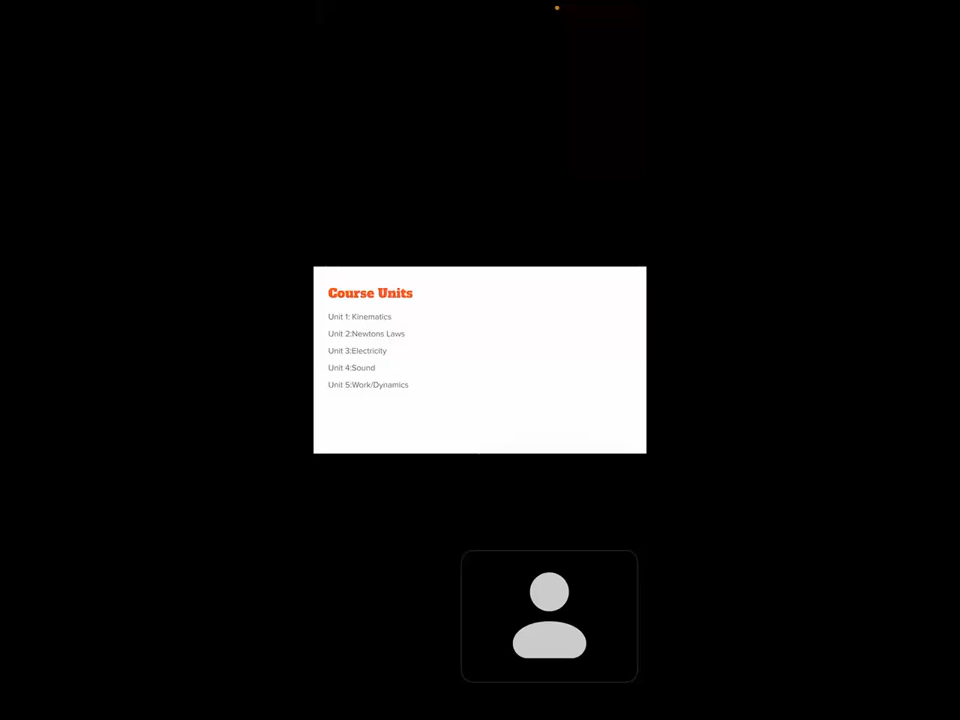 Course Units
Unit 1: Kinematics
Unit 2:Newtons Laws
Unit 3:Electricity
Unit 4:Sound
Unit 5:Work/Dynamics